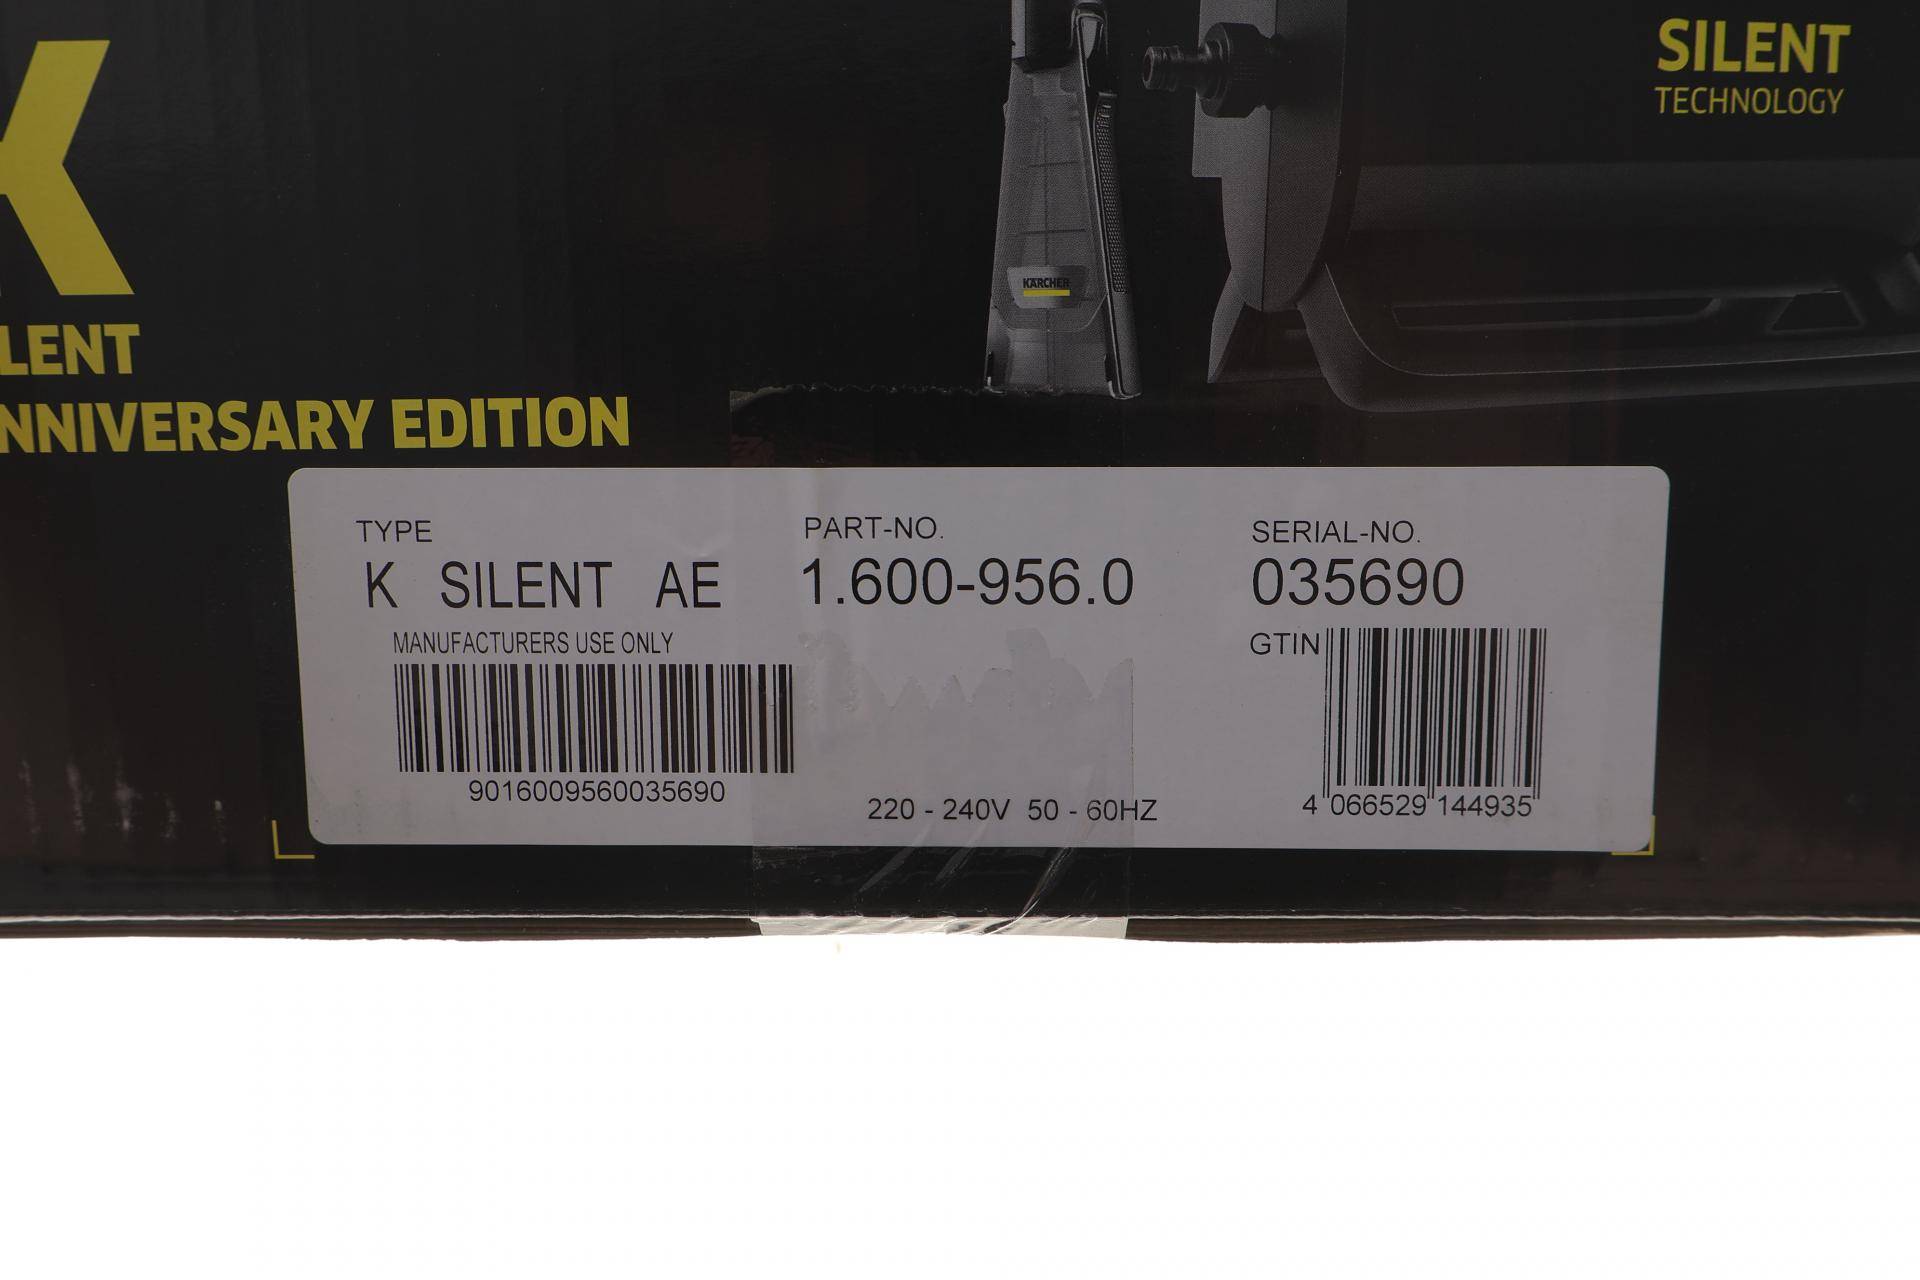 SILENT
TECHNOLOGY
K
LENT
NNIVERSARY EDITION
KÄRCHER
TYPE
K SILENT AE
PART-NO.
1.600-956.0
SERIAL-NO.
035690
MANUFACTURERS USE ONLY
9016009560035690
220 - 240V 50 - 60HZ
GTIN
4 066529 144935